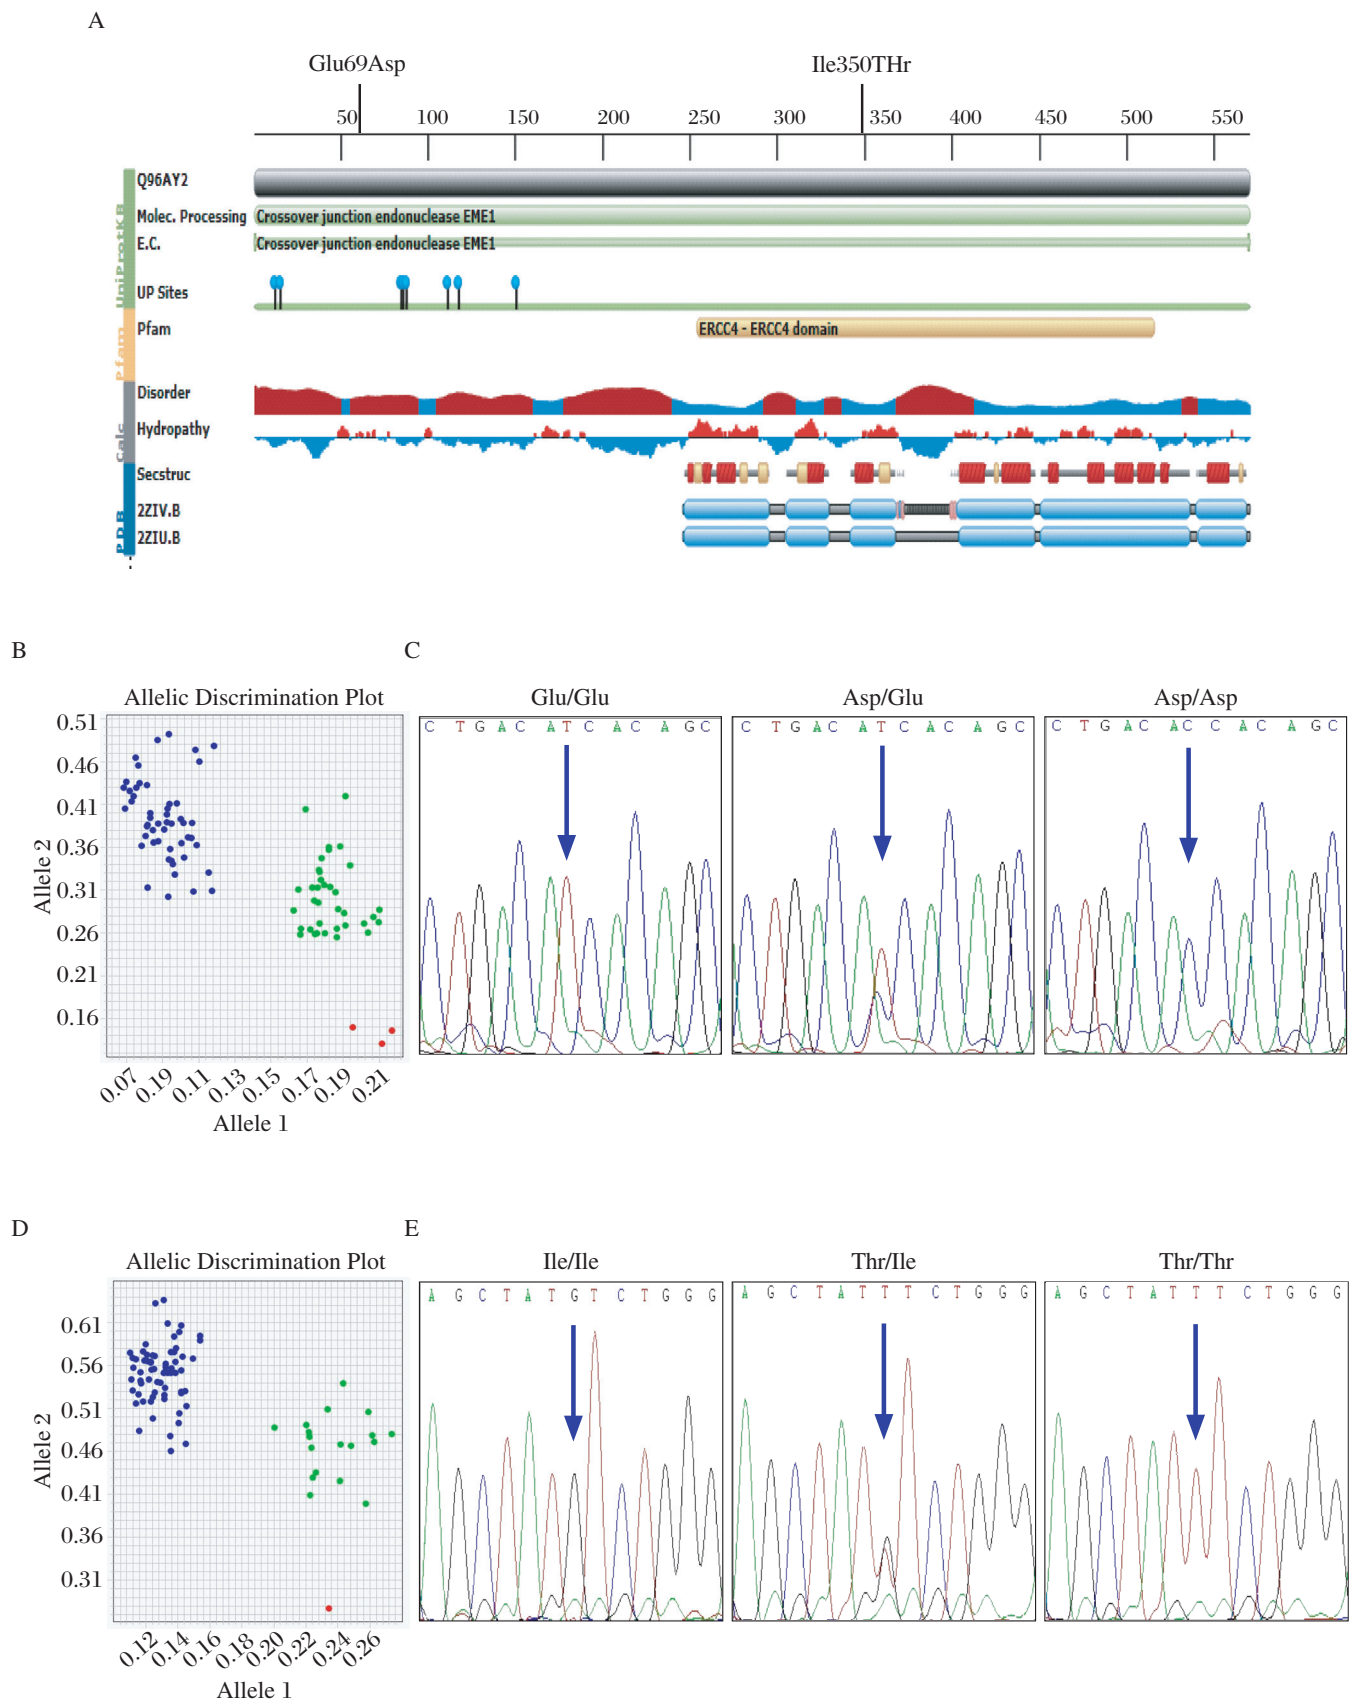 A
Glu69Asp Ile350THr
50 100 150 200 250 300 350 400 450 500 550
UniProtKB
Q96AY2
Molec. Processing Crossover junction endonuclease EME1
E.C. Crossover junction endonuclease EME1
UP Sites
Pfam
Pfam ERCC4 - ERCC4 domain
Calc
Disorder
Hydropathy
Secstruc
PDB
2ZIV.B
2ZIU.B
B
Allelic Discrimination Plot
Allele 2
0.51
0.46
0.41
0.36
0.31
0.26
0.21
0.16
0.07 0.19 0.11 0.13 0.15 0.17 0.19 0.21
Allele 1
C
Glu/Glu Asp/Glu Asp/Asp
C T G A C A T C A C A G C
C T G A C A T C A C A G C
C T G A C A C C A C A G C
D
Allelic Discrimination Plot
Allele 2
0.61
0.56
0.51
0.46
0.41
0.36
0.31
0.12 0.14 0.16 0.18 0.20 0.22 0.24 0.26
Allele 1
E
Ile/Ile Thr/Ile Thr/Thr
A G C T A T G T C T G G G
A G C T A T T T C T G G G
A G C T A T T T C T G G G